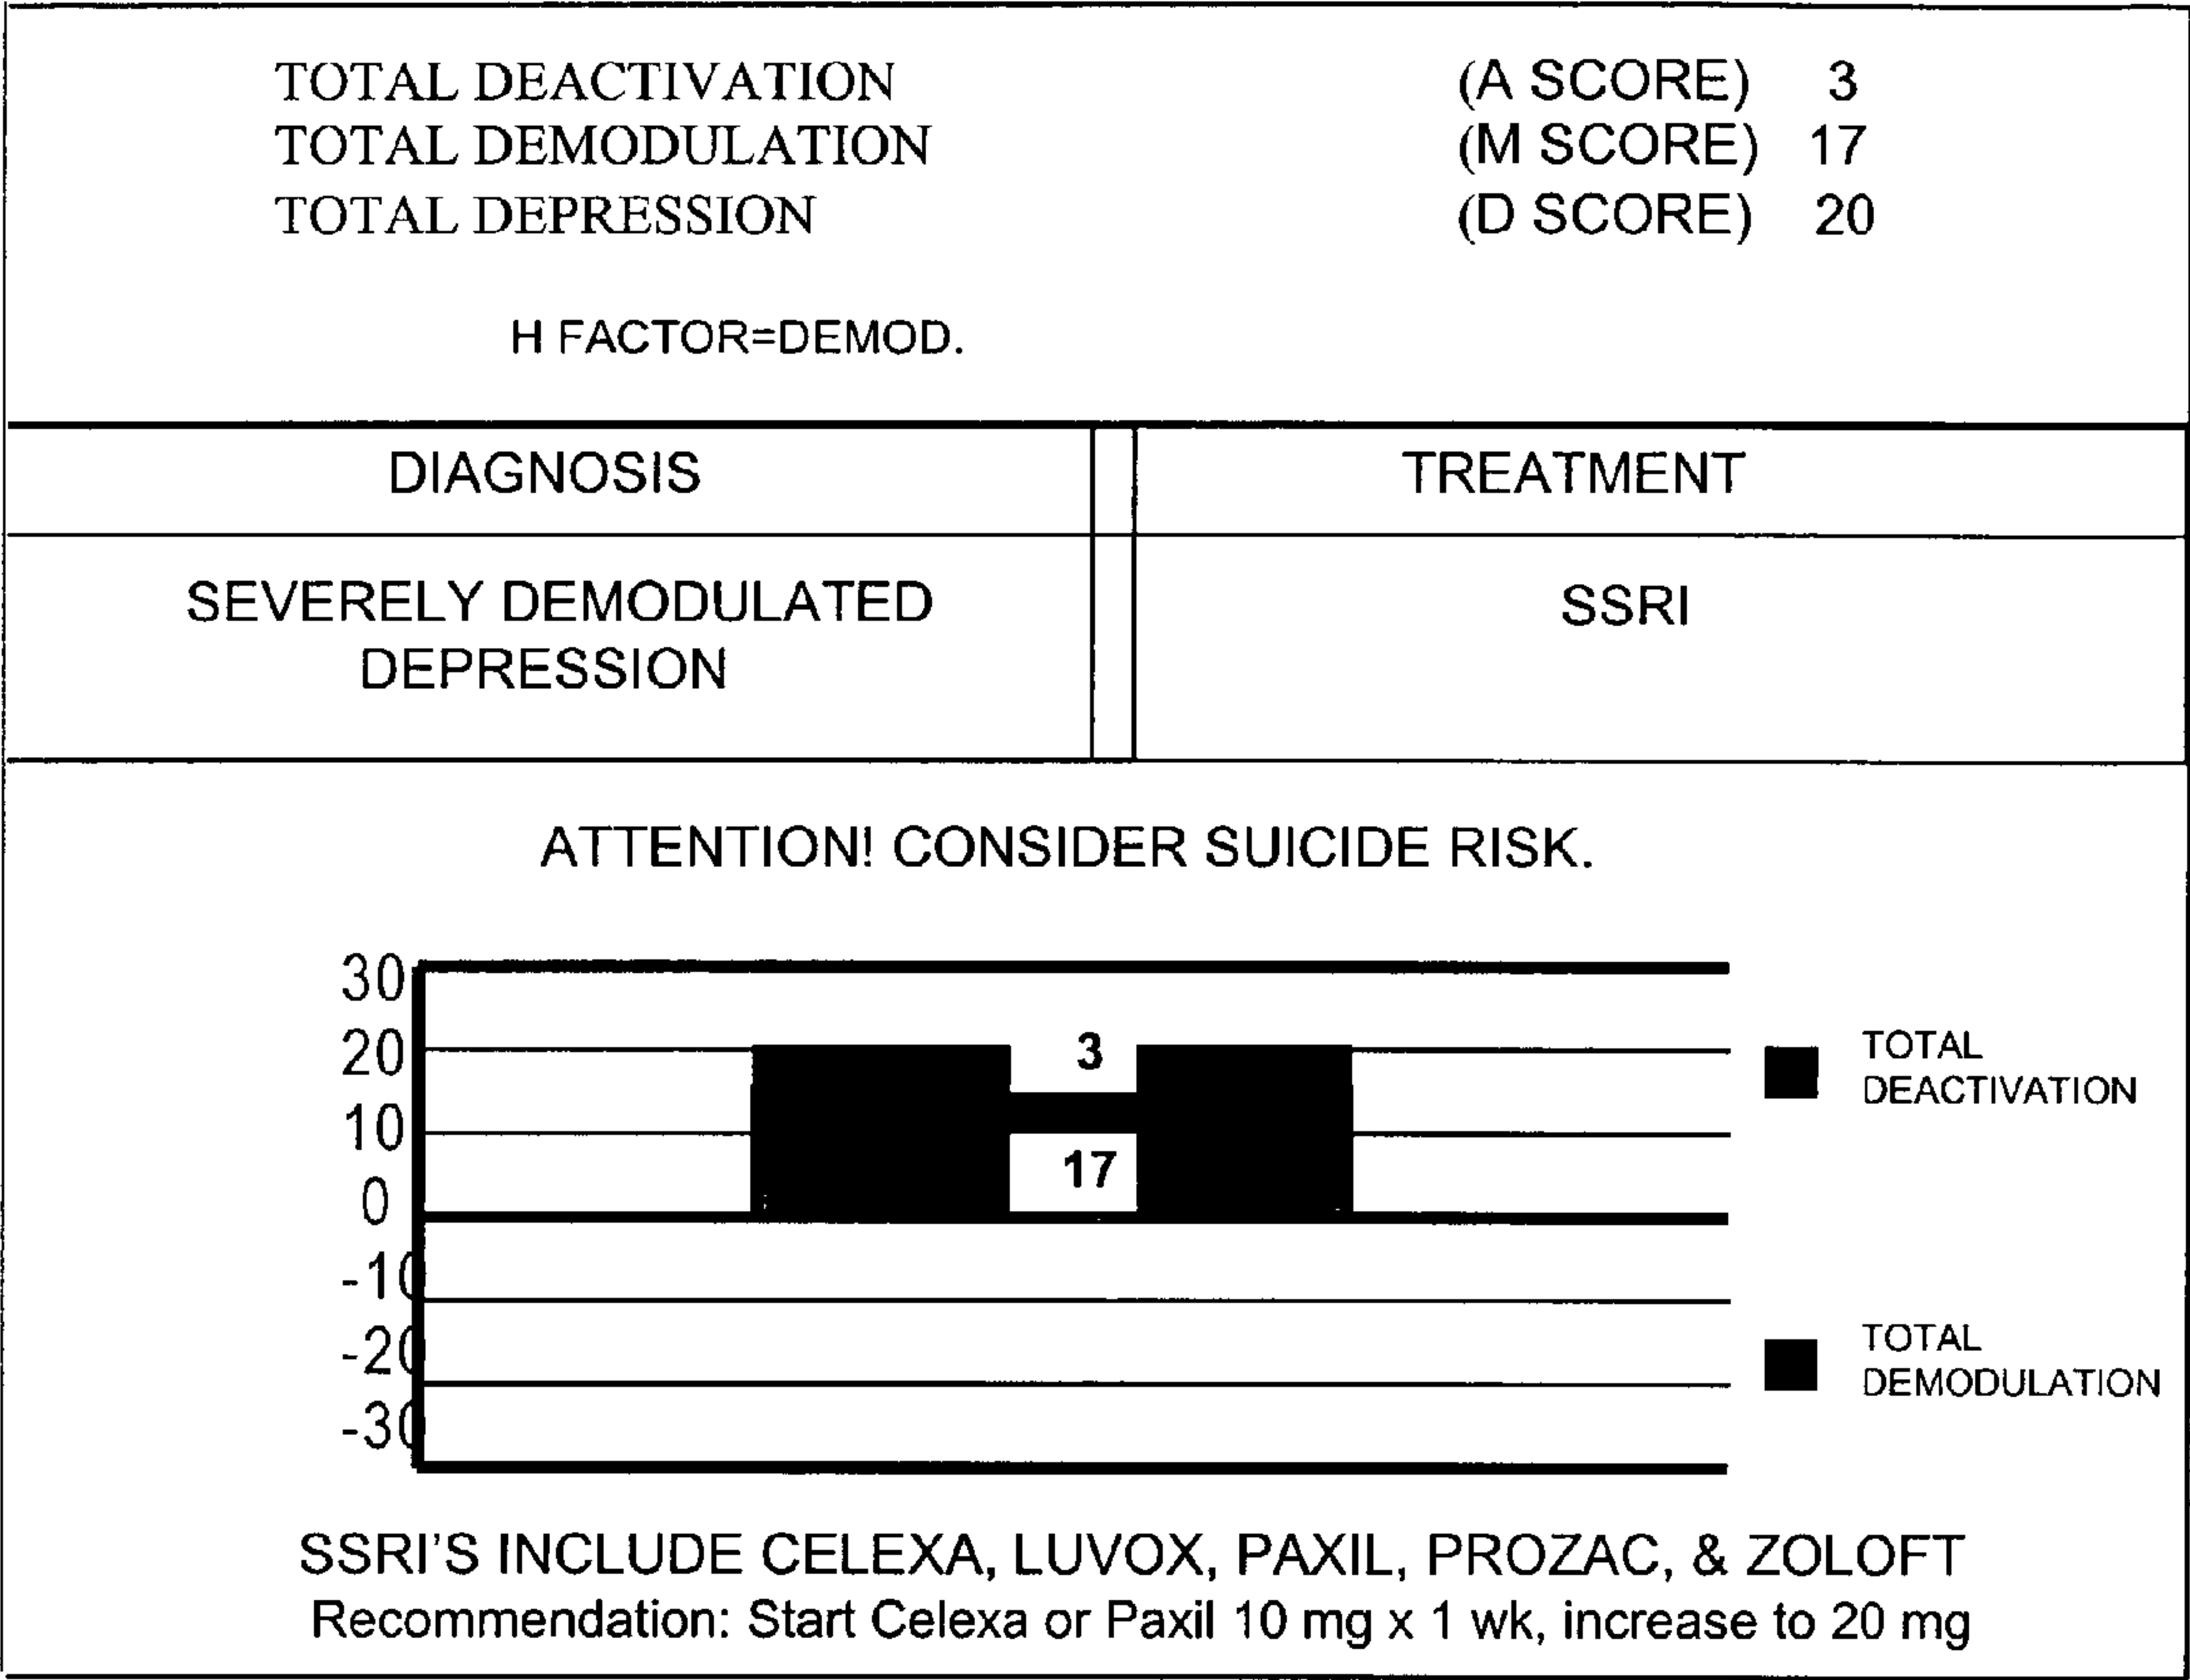 TOTAL DEACTIVATION (A SCORE) 3
TOTAL DEMODULATION (M SCORE) 17
TOTAL DEPRESSION (D SCORE) 20
H FACTOR=DEMOD.
DIAGNOSIS TREATMENT
SEVERELY DEMODULATED SSRI
DEPRESSION
ATTENTION! CONSIDER SUICIDE RISK.
30
20
10
0
-10
-20
-30
3
17
TOTAL
DEACTIVATION
TOTAL
DEMODULATION
SSRI'S INCLUDE CELEXA, LUVOX, PAXIL, PROZAC, & ZOLOFT
Recommendation: Start Celexa or Paxil 10 mg x 1 wk, increase to 20 mg